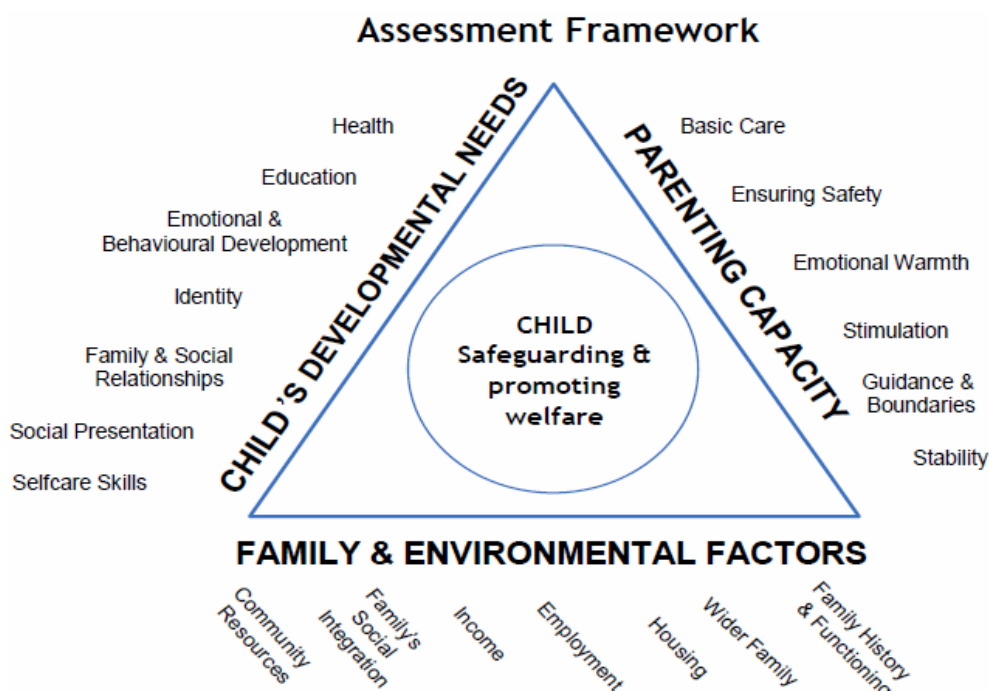 Assessment Framework
CHILD'S DEVELOPMENTAL NEEDS
Health
Education
Emotional &
Behavioural Development
Identity
Family & Social
Relationships
Social Presentation
Selfcare Skills
PARENTING CAPACITY
Basic Care
Ensuring Safety
Emotional Warmth
Stimulation
Guidance &
Boundaries
Stability
CHILD
Safeguarding &
promoting
welfare
FAMILY & ENVIRONMENTAL FACTORS
Community
Resources
Family's
Social
Integration
Income
Employment
Housing
Wider Family
Family History
& Functioning